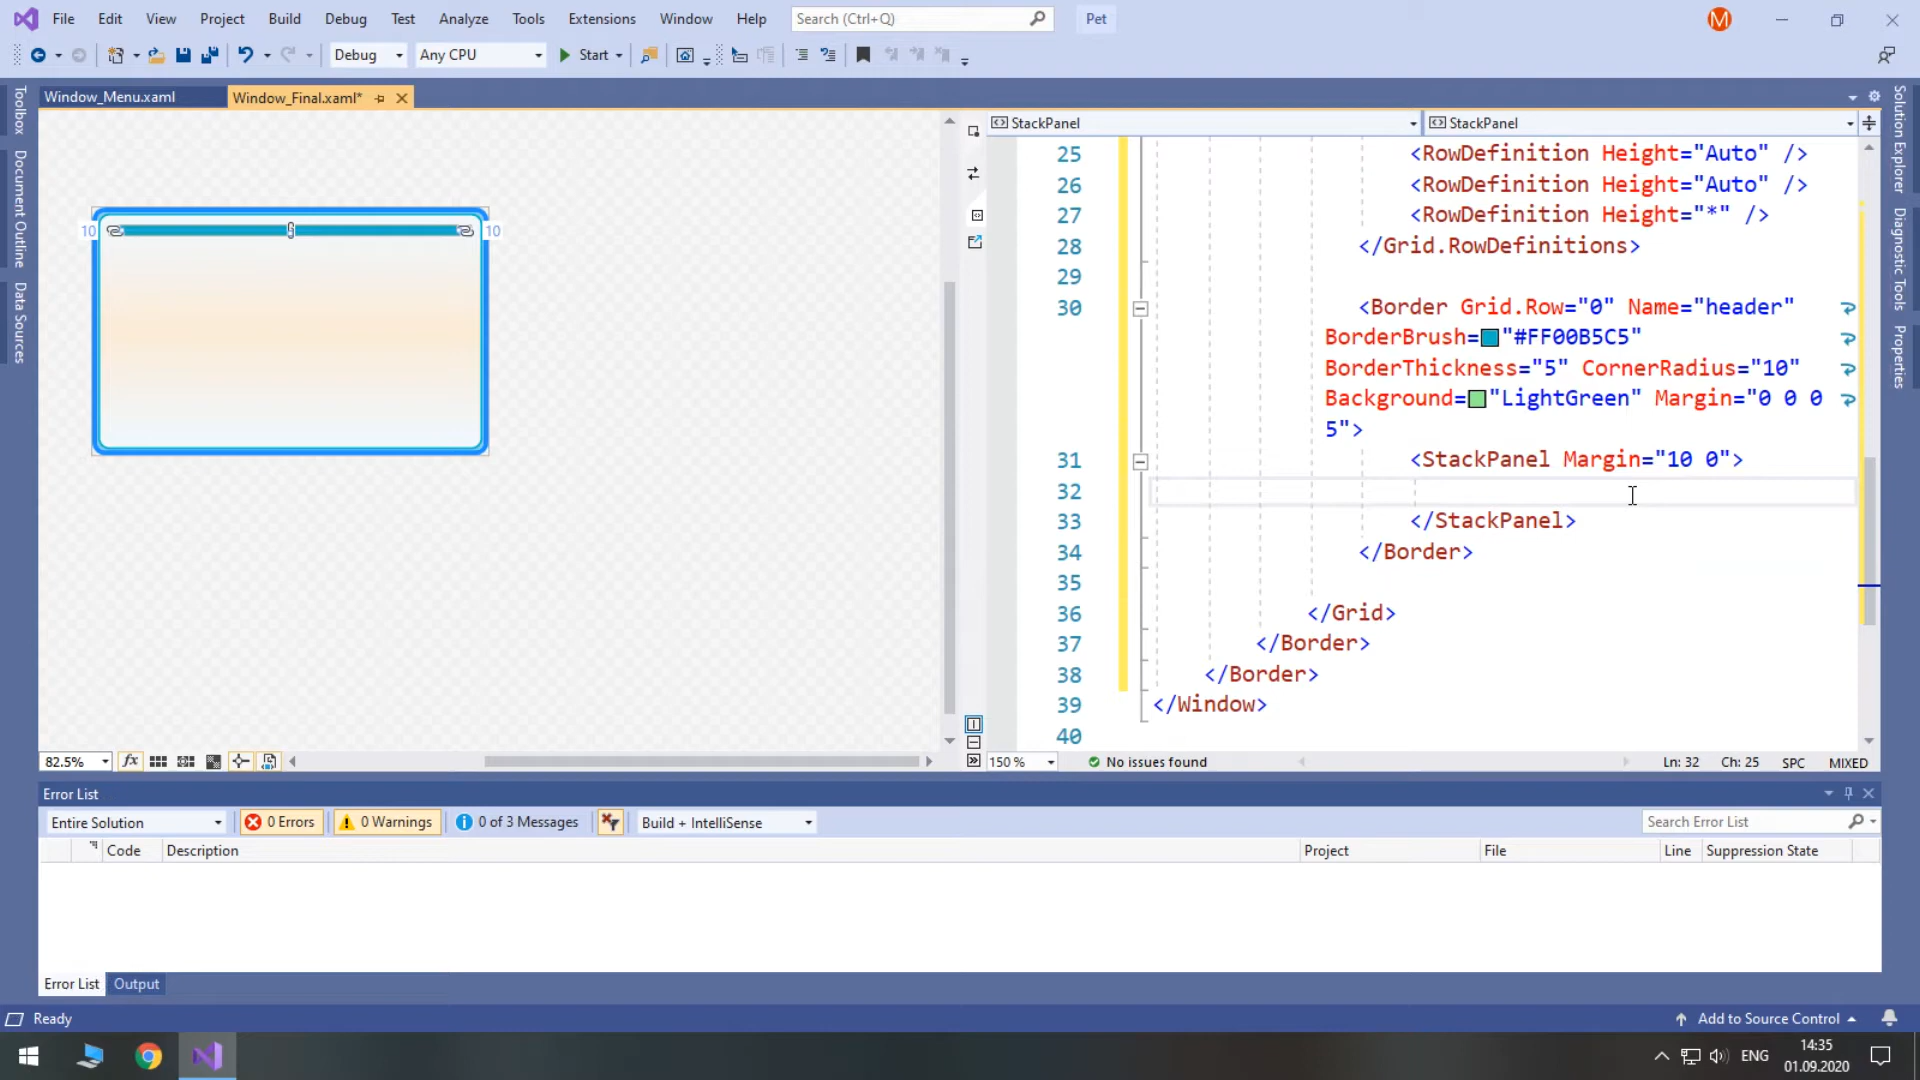 File Edit View Project Build Debug Test Analyze Tools Extensions Window Help Search (Ctrl+Q) Pet M
Debug Any CPU Start
Window_Menu.xaml Window_Final.xaml*
Toolbox
Document Outline
Data Sources
10 10
StackPanel StackPanel
25 <RowDefinition Height="Auto" />
26 <RowDefinition Height="Auto" />
27 <RowDefinition Height="*" />
28 </Grid.RowDefinitions>
29
30 <Border Grid.Row="0" Name="header"
BorderBrush="#FF00B5C5"
BorderThickness="5" CornerRadius="10"
Background="LightGreen" Margin="0 0 0
5">
31 <StackPanel Margin="10 0">
32
33 </StackPanel>
34 </Border>
35
36 </Grid>
37 </Border>
38 </Border>
39 </Window>
40
Solution Explorer
Diagnostic Tools
Properties
82.5% fx 150 % No issues found Ln: 32 Ch: 25 SPC MIXED
Error List
Entire Solution 0 Errors 0 Warnings 0 of 3 Messages Build + IntelliSense Search Error List
Code Description Project File Line Suppression State
Error List Output
Ready Add to Source Control
ENG 14:35
01.09.2020